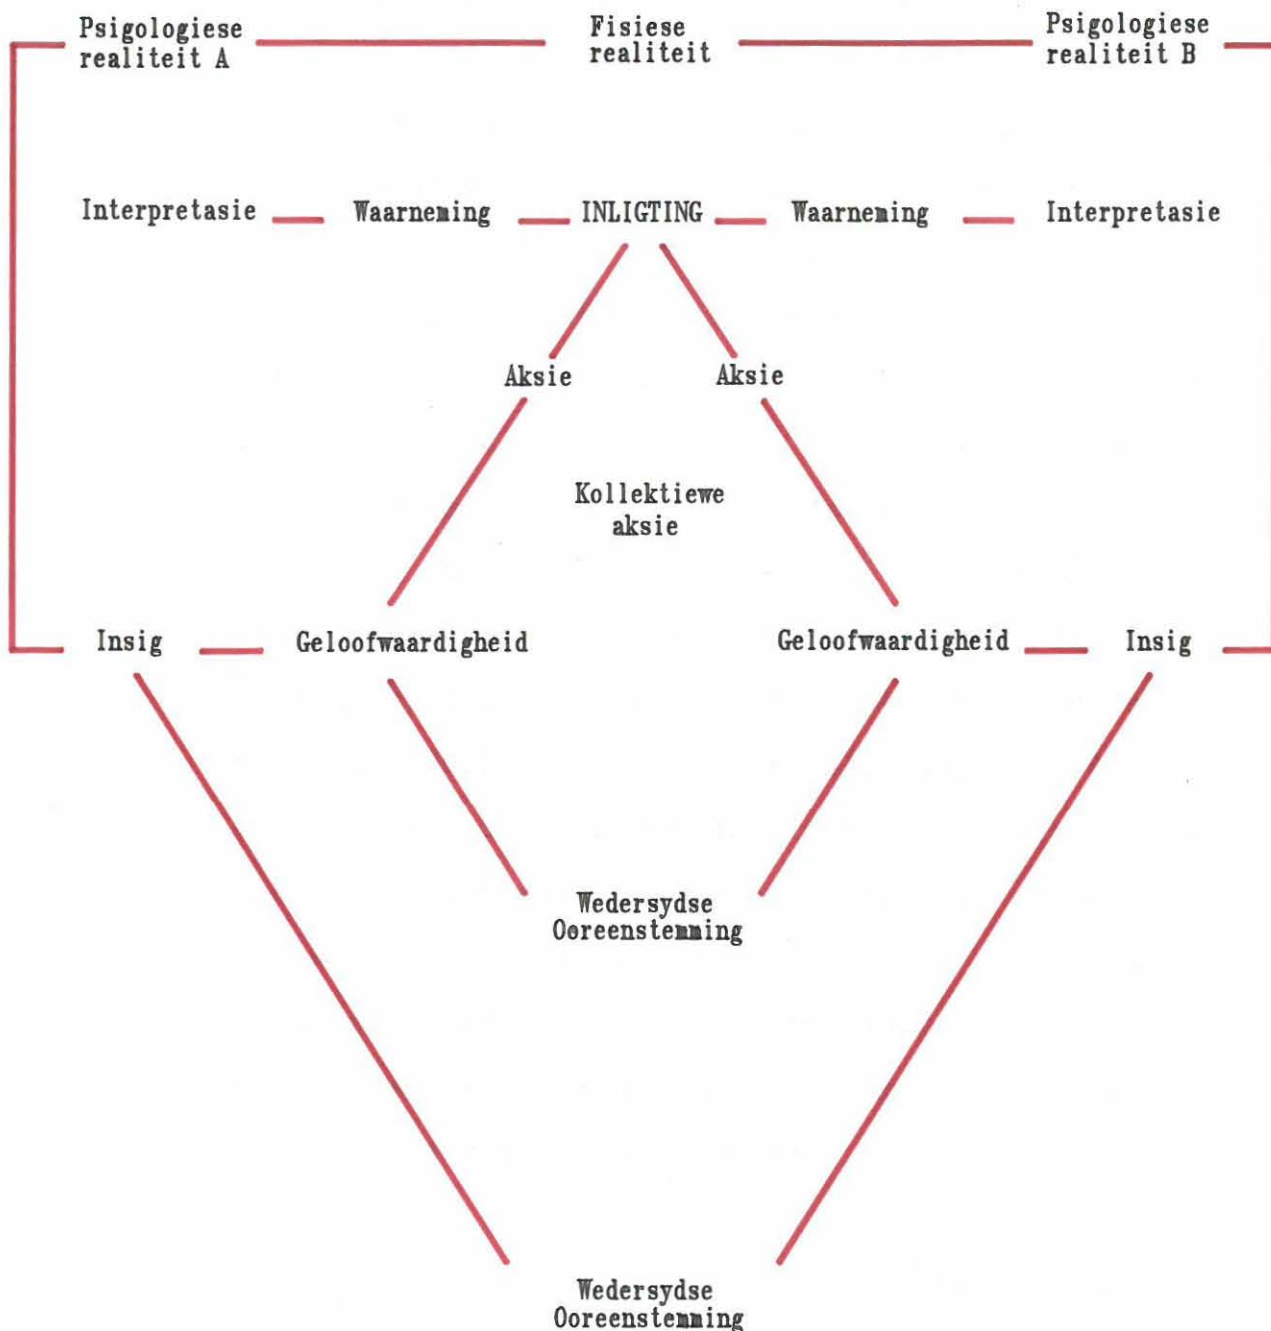 Psigologiese
realiteit A
Fisiese
realiteit
Psigologiese
realiteit B
Interpretasie
Waarneming
INLIGTING
Waarneming
Interpretasie
Aksie
Aksie
Kollektiewe
aksie
Insig
Geloofwaardigheid
Geloofwaardigheid
Insig
Wedersydse
Ooreenstemming
Wedersydse
Ooreenstemming